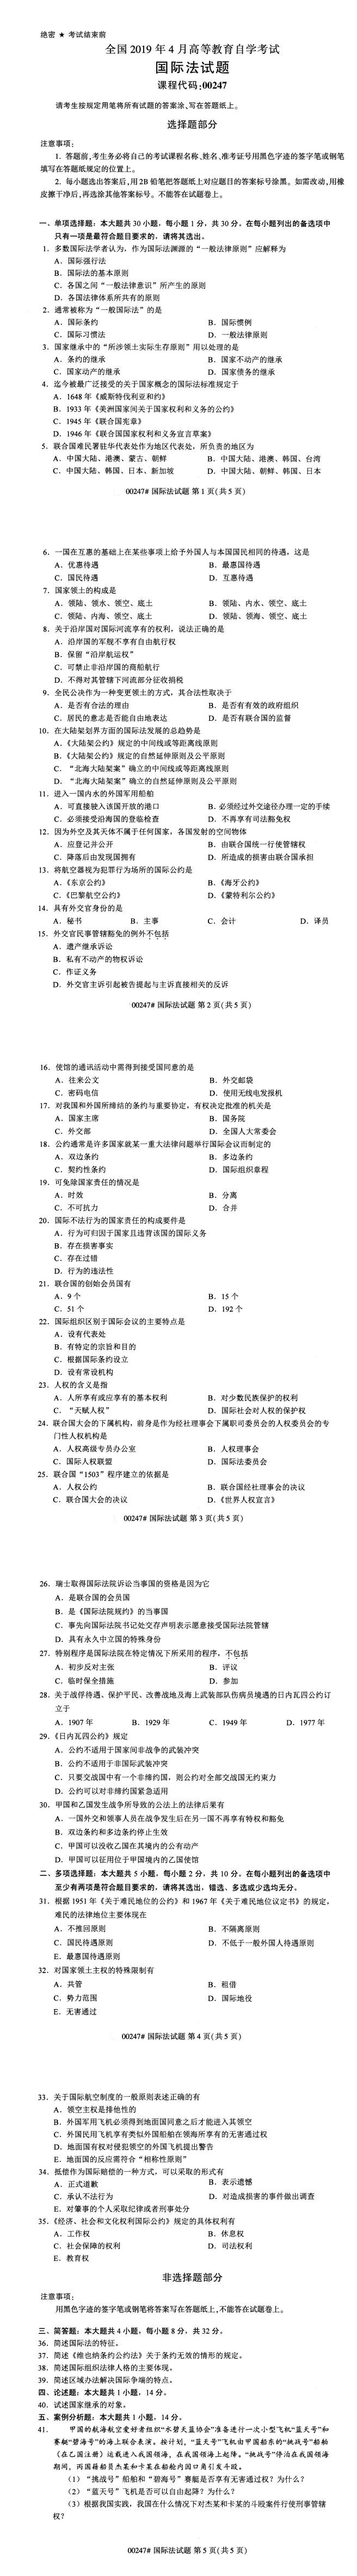 绝密 ★ 考试结束前
全国 2019 年 4 月高等教育自学考试
国际法试题
课程代码:00247
请考生按规定用笔将所有试题的答案涂、写在答题纸上。
选择题部分
注意事项:
1. 答题前,考生务必将自己的考试课程名称、姓名、准考证号用黑色字迹的签字笔或钢笔
填写在答题纸规定的位置上。
2. 每小题选出答案后,用 2B 铅笔把答题纸上对应题目的答案标号涂黑。如需改动,用橡
皮擦干净后,再选涂其他答案标号。不能答在试题卷上。
一、单项选择题:本大题共 30 小题,每小题 1 分,共 30 分。在每小题列出的备选项中
只有一项是最符合题目要求的,请将其选出。
1. 多数国际法学者认为,作为国际法渊源的“一般法律原则”应解释为
A. 国际强行法
B. 国际法的基本原则
C. 各国之间“一般法律意识”所产生的原则
D. 各国法律体系所共有的原则
2. 通常被称为“一般国际法”的是
A. 国际条约 B. 国际惯例
C. 国际习惯法 D. 一般法律原则
3. 国家继承中的“所涉领土实际生存原则”用以处理的是
A. 条约的继承 B. 国家不动产的继承
C. 国家动产的继承 D. 国家债务的继承
4. 迄今被最广泛接受的关于国家概念的国际法标准规定于
A. 1648 年《威斯特伐利亚和约》
B. 1933 年《美洲国家间关于国家权利和义务的公约》
C. 1945 年《联合国宪章》
D. 1946 年《联合国国家权利和义务宣言草案》
5. 联合国难民署驻华代表处作为地区代表处,所负责的地区为
A. 中国大陆、港澳、蒙古、朝鲜 B. 中国大陆、港澳、韩国、台湾
C. 中国大陆、韩国、日本、新加坡 D. 中国大陆、朝鲜、韩国、日本
00247# 国际法试题 第 1 页(共 5 页)
6. 一国在互惠的基础上在某些事项上给予外国人与本国国民相同的待遇,这是
A. 优惠待遇 B. 最惠国待遇
C. 国民待遇 D. 互惠待遇
7. 国家领土的构成是
A. 领陆、领水、领空、底土 B. 领陆、内水、领空、底土
C. 领陆、内海、领空、底土 D. 领陆、领海、领空、底土
8. 关于沿岸国对国际河流享有的权利,说法正确的是
A. 沿岸国的军舰不享有自由航行权
B. 保留“沿岸航运权”
C. 可禁止非沿岸国的商船航行
D. 不得对其管辖下河流部分征收捐税
9. 全民公决作为一种变更领土的方式,其合法性取决于
A. 是否有合法的理由 B. 是否有有效的政府组织
C. 居民的意志是否能自由地表达 D. 是否有联合国的监督
10. 在大陆架划界方面的国际法发展的总趋势是
A. 《大陆架公约》规定的中间线或等距离线原则
B. 《大陆架公约》规定的自然延伸原则及公平原则
C. “北海大陆架案”确立的中间线或等距离线原则
D. “北海大陆架案”确立的自然延伸原则及公平原则
11. 进入一国内水的外国军用船舶
A. 可直接驶入该国开放的港口 B. 必须经过外交途径办理一定的手续
C. 必须接受沿海国的登临检查 D. 不再享有司法豁免权
12. 因为外空及其天体不属于任何国家,各国发射的空间物体
A. 应登记并公开 B. 由联合国统一行使管辖权
C. 降落后由发现国拥有 D. 所造成的损害由联合国承担
13. 将航空器视为犯罪行为场所的国际公约是
A. 《东京公约》 B. 《海牙公约》
C. 《巴黎航空公约》 D. 《蒙特利尔公约》
14. 具有外交官身份的是
A. 秘书 B. 主事 C. 会计 D. 译员
15. 外交官民事管辖豁免的例外不包括
A. 遗产继承诉讼
B. 私有不动产的物权诉讼
C. 作证义务
D. 外交官主诉引起被告提起与主诉直接相关的反诉
00247# 国际法试题 第 2 页(共 5 页)
16. 使馆的通讯活动中需得到接受国同意的是
A. 往来公文 B. 外交邮袋
C. 密码电信 D. 使用无线电发报机
17. 对我国和外国所缔结的条约与重要协定,有权决定批准的机关是
A. 国家主席 B. 国务院
C. 外交部 D. 全国人大常委会
18. 公约通常是许多国家就某一重大法律问题举行国际会议而制定的
A. 双边条约 B. 多边条约
C. 契约性条约 D. 国际组织章程
19. 可免除国家责任的情况是
A. 时效 B. 分离
C. 不可抗力 D. 合并
20. 国际不法行为的国家责任的构成要件是
A. 行为可归因于国家且违背该国的国际义务
B. 存在损害事实
C. 存在过错
D. 行为的违法性
21. 联合国的创始会员国有
A. 9 个 B. 15 个
C. 51 个 D. 192 个
22. 国际组织区别于国际会议的主要特点是
A. 设有代表处
B. 有特定的宗旨和目的
C. 根据国际条约设立
D. 设有常设机构
23. 人权的含义是指
A. 人所享有或应享有的基本权利 B. 对少数民族保护的权利
C. “天赋人权” D. 国际社会对人权的保护权
24. 联合国大会的下属机构,前身是作为经社理事会下属职司委员会的人权委员会的专
门性人权机构是
A. 人权高级专员办公室 B. 人权理事会
C. 国际人权联盟 D. 国际法委员会
25. 联合国“1503”程序建立的依据是
A. 人权公约 B. 联合国经社理事会的决议
C. 联合国大会的决议 D. 《世界人权宣言》
00247# 国际法试题 第 3 页(共 5 页)
26. 瑞士取得国际法院诉讼当事国的资格是因为它
A. 是联合国的会员国
B. 是《国际法院规约》的当事国
C. 事先向国际法院书记处交存声明表示愿意接受国际法院管辖
D. 具有永久中立国的特殊身份
27. 特别程序是国际法院在特定情况下所采用的程序,不包括
A. 初步反对主张 B. 评议
C. 临时保全措施 D. 参加
28. 关于战俘待遇、保护平民、改善战地及海上武装部队伤病员境遇的日内瓦四公约订
立于
A. 1907 年 B. 1929 年 C. 1949 年 D. 1977 年
29. 《日内瓦四公约》规定
A. 公约不适用于国家间非战争的武装冲突
B. 公约不适用于非国际武装冲突
C. 只要交战国中有一个非缔约国,则公约对全部交战国无约束力
D. 公约可以对非缔约国紧急适用
30. 甲国和乙国发生战争所导致的公法上的法律后果有
A. 一国外交和领事人员在战争发生后在另一国不再享有特权和豁免
B. 双边条约和多边条约停止生效
C. 甲国可以没收乙国在其境内的公有动产
D. 甲国可以征用位于甲国境内的乙国使馆
二、多项选择题:本大题共 5 小题,每小题 2 分,共 10 分。在每小题列出的备选项中
至少有两项是符合题目要求的,请将其选出,错选、多选或少选均无分。
31. 根据 1951 年《关于难民地位的公约》和 1967 年《关于难民地位议定书》的规定,
难民的法律地位主要体现在
A. 不推回原则 B. 不隔离原则
C. 国民待遇原则 D. 不低于一般外国人待遇原则
E. 最惠国待遇原则
32. 对国家领土主权的特殊限制有
A. 共管 B. 租借
C. 势力范围 D. 国际地役
E. 无害通过
00247# 国际法试题 第 4 页(共 5 页)
33. 关于国际航空制度的一般原则表述正确的有
A. 领空主权是排他性的
B. 外国军用飞机必须得到地面国同意之后才能进入其领空
C. 外国民用飞机享有类似外国船舶在领海所享有的无害通过权
D. 地面国有权对侵犯领空的外国飞机提出警告
E. 地面国的反应需符合“相称性原则”
34. 抵偿作为国际赔偿的一种方式,可以采取的形式有
A. 正式道歉 B. 表示遗憾
C. 承认不法行为 D. 对造成损害的事件做出调查
E. 对肇事的个人采取纪律或者刑事处分
35. 《经济、社会和文化权利国际公约》规定的具体权利有
A. 工作权 B. 休息权
C. 社会保障的权利 D. 司法权利
E. 教育权
非选择题部分
注意事项:
用黑色字迹的签字笔或钢笔将答案写在答题纸上,不能答在试题卷上。
三、简答题:本大题共 4 小题,每小题 8 分,共 32 分。
36. 简述国际法的特征。
37. 简述《维也纳条约公约法》关于条约无效的情形的规定。
38. 简述国际组织法律人格的主要体现。
39. 简述区域办法解决国际争端的特点。
四、论述题:本大题共 1 小题,14 分。
40. 试述国家继承的对象。
五、案例分析题:本大题共 1 小题,14 分。
41. 甲国的航海航空爱好者组织“水碧天蓝协会”准备进行一次小型飞机“蓝天号”和
赛艇“碧海号”的海上联合表演。按计划,“蓝天号”飞机由甲国船东的“挑战号”船舶
(在乙国注册)运载进入我国领海,在我国领海上起降。“挑战号”停泊在我国领海
期间,丙国籍船员杰某和卡某在船舱内因口角引发斗殴。
(1)“挑战号”船舶和“碧海号”赛艇是否享有无害通过权?为什么?
(2)“蓝天号”飞机是否可以自由起降?为什么?
(3)根据我国实践,我国在什么情况下对杰某和卡某的斗殴案件行使刑事管辖
权?
00247# 国际法试题 第 5 页(共 5 页)